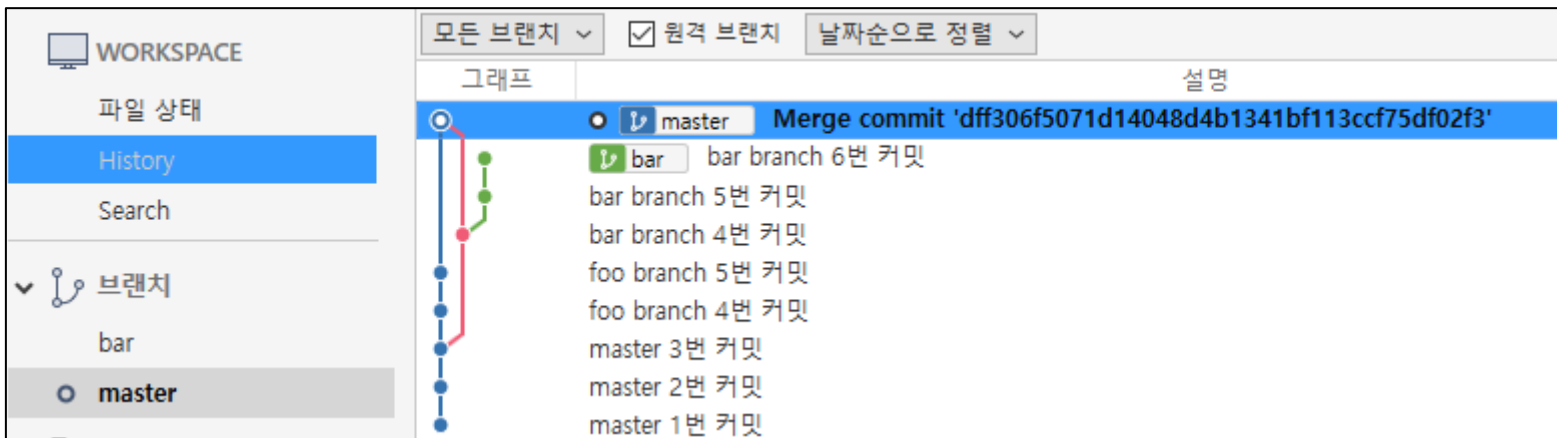 WORKSPACE
파일 상태
History
Search
브랜치
bar
master
모든 브랜치 원격 브랜치 날짜순으로 정렬
그래프 설명
master Merge commit 'dff306f5071d14048d4b1341bf113ccf75df02f3'
bar bar branch 6번 커밋
bar branch 5번 커밋
bar branch 4번 커밋
foo branch 5번 커밋
foo branch 4번 커밋
master 3번 커밋
master 2번 커밋
master 1번 커밋